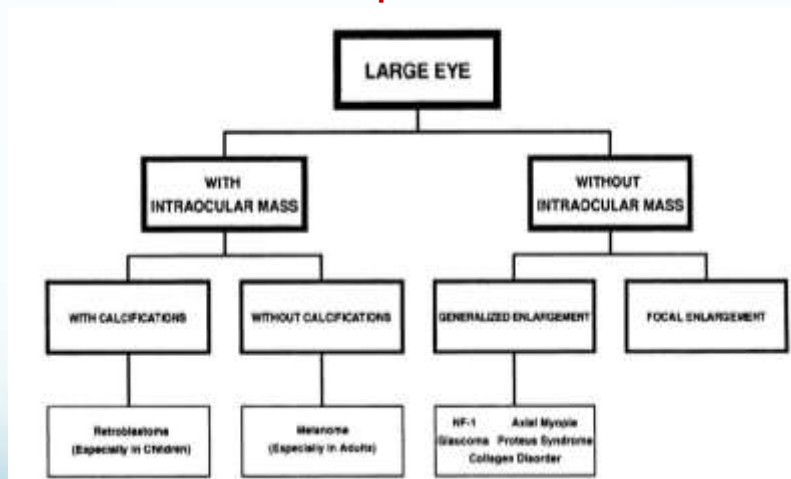 LARGE EYE
WITH
INTRAOCULAR MASS
WITHOUT
INTRAOCULAR MASS
WITH CALCIFICATIONS
WITHOUT CALCIFICATIONS
GENERALIZED ENLARGEMENT
FOCAL ENLARGEMENT
Retroblastoma
(Especially in Children)
Melanoma
(Especially in Adults)
NF-1 Axial Myopia
Glaucoma Proteus Syndrome
Collagen Disorder